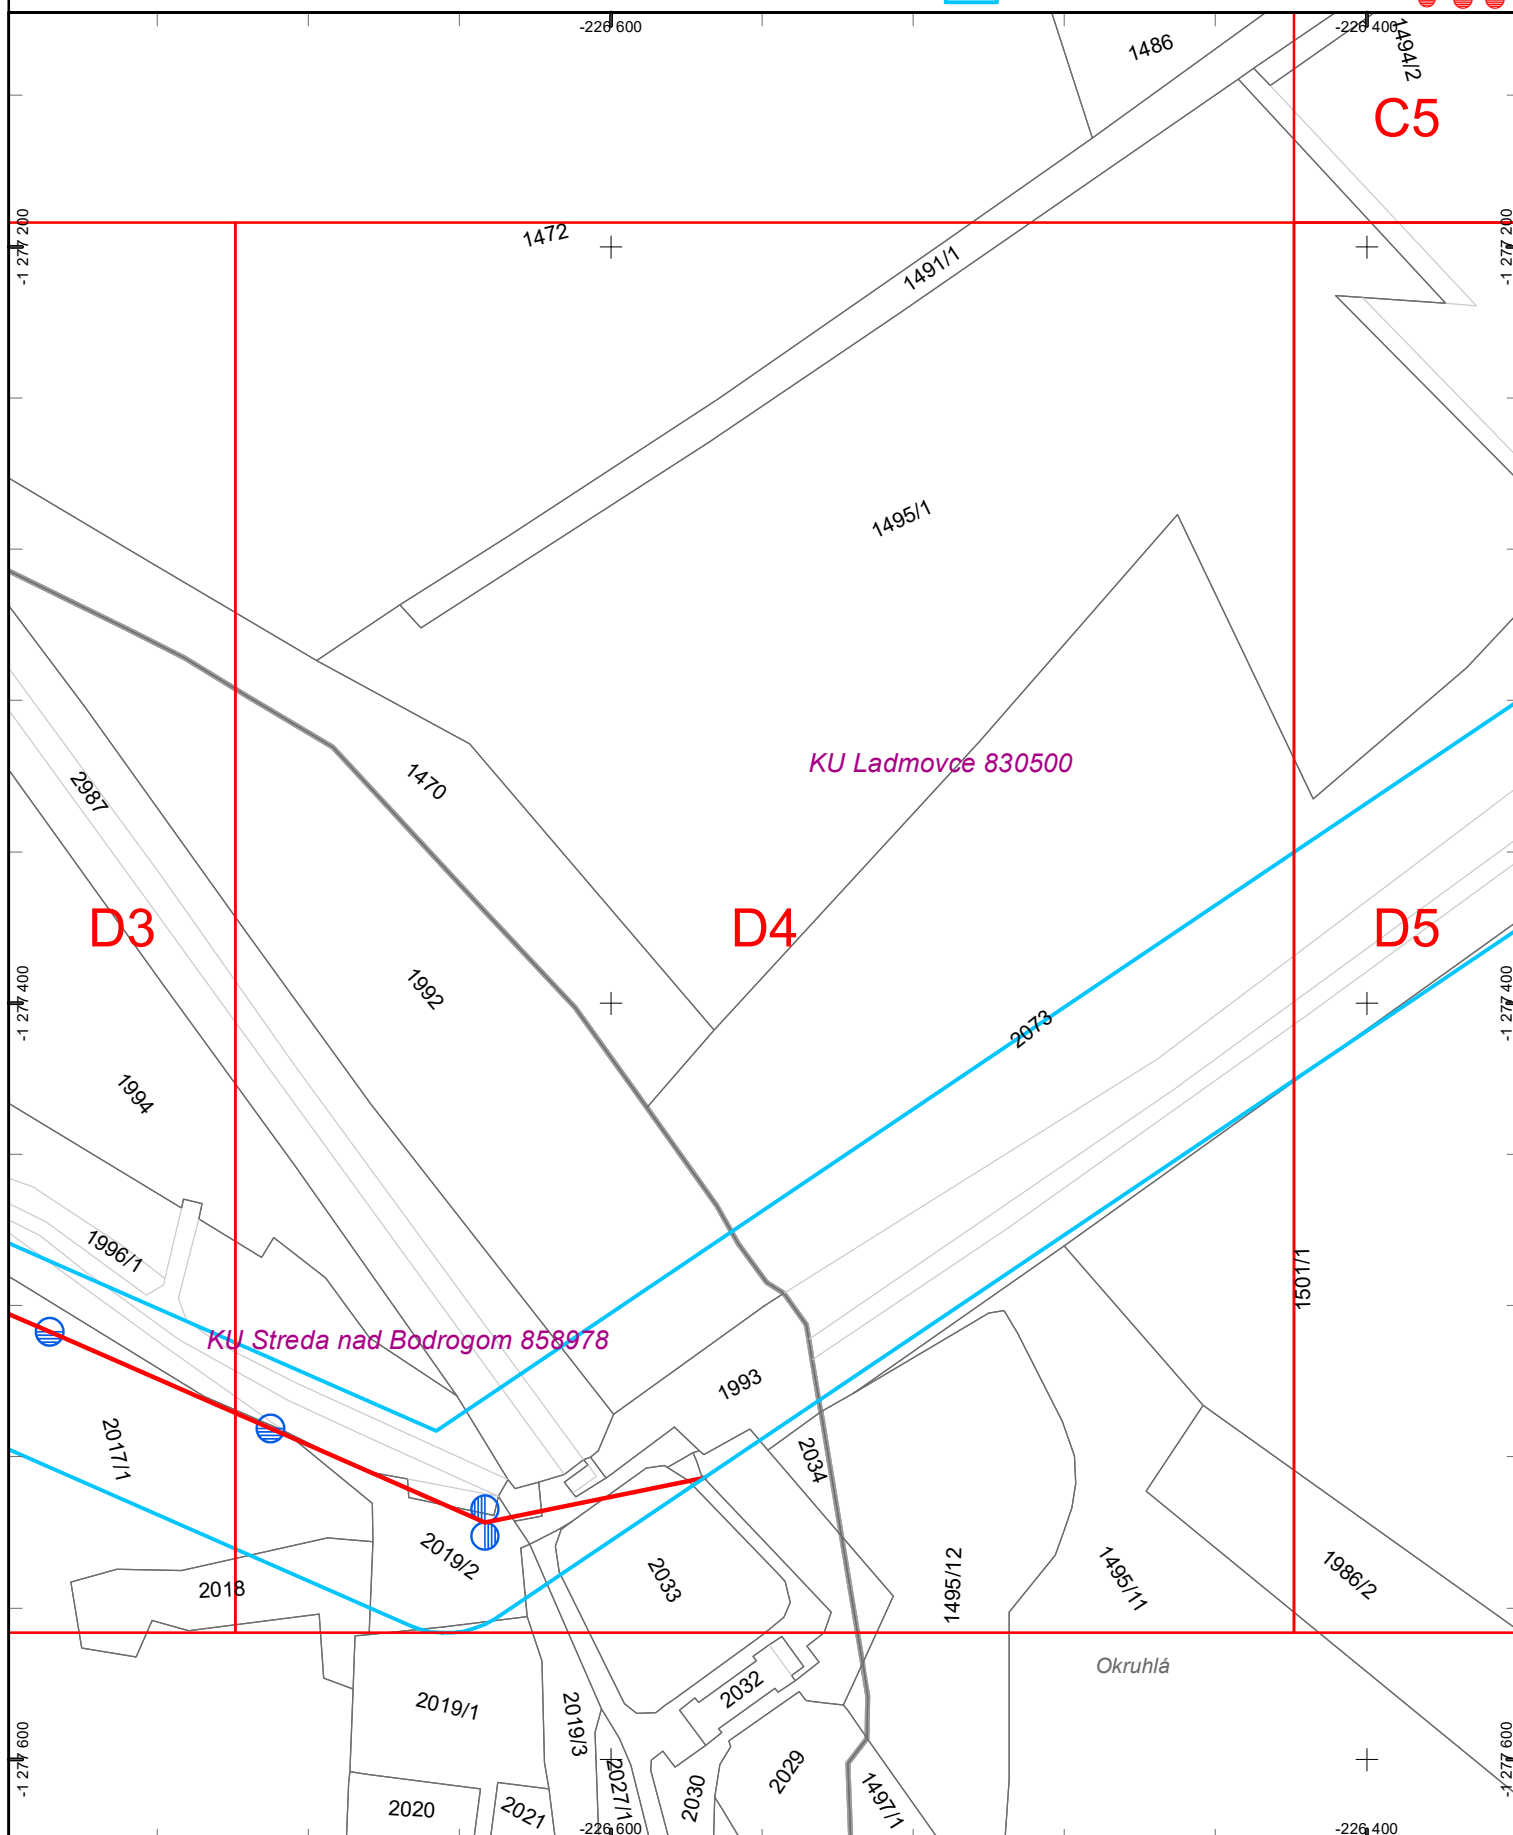 -226 600
-226 400
1486
1494/2
C5
-1 277 200
-1 277 200
1472
1491/1
1495/1
KU Ladmovce 830500
1470
2987
D3
D4
D5
1992
-1 277 400
-1 277 400
2073
1994
1996/1
1501/1
KU Streda nad Bodrogom 858978
1993
2017/1
2034
2019/2
2018
2033
1495/12
1495/11
1986/2
Okruhlá
2032
2019/1
2019/3
-1 277 600
-1 277 600
2029
2027/1
2030
1497/1
2020
2021
-226 600
-226 400